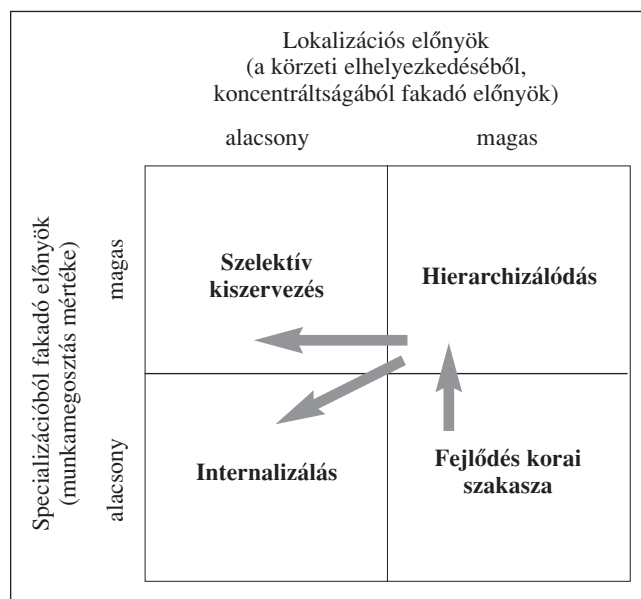 Lokalizációs előnyök
(a körzeti elhelyezkedéséből,
koncentráltságából fakadó előnyök)
alacsony
magas
Specializációból fakadó előnyök
(munkamegosztás mértéke)
magas
alacsony
Szelektív
kiszervezés
Hierarchizálódás
Internalizálás
Fejlődés korai
szakasza